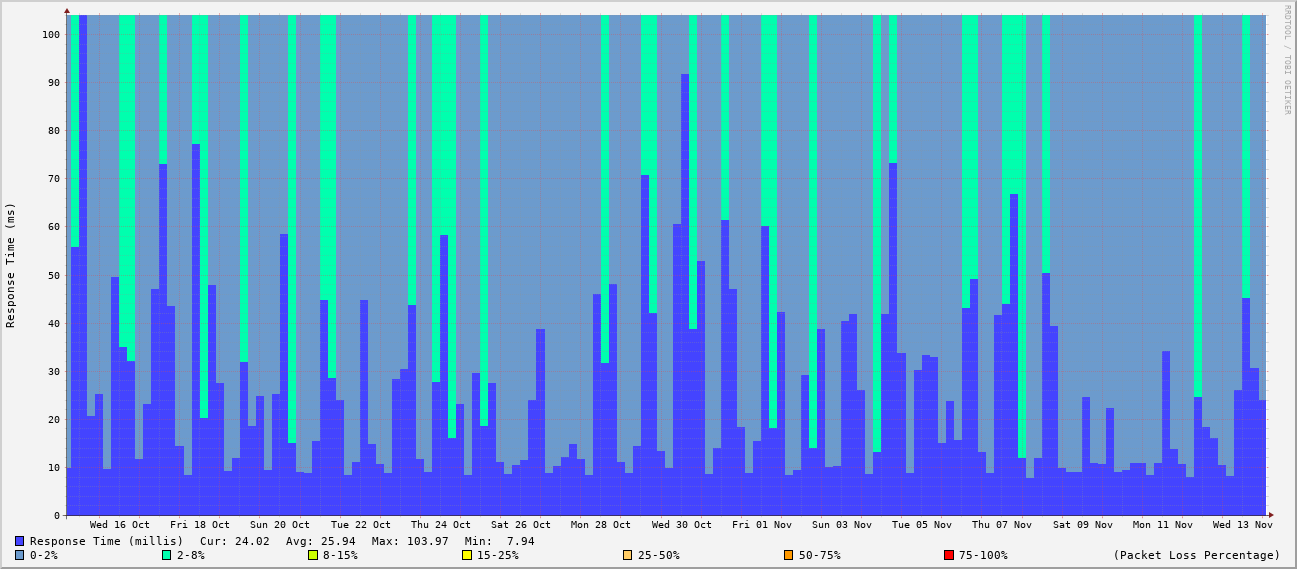 RRDTOOL / TOBI OETIKER
Response Time (ms)
100
90
80
70
60
50
40
30
20
10
0
Wed 16 Oct Fri 18 Oct Sun 20 Oct Tue 22 Oct Thu 24 Oct Sat 26 Oct Mon 28 Oct Wed 30 Oct Fri 01 Nov Sun 03 Nov Tue 05 Nov Thu 07 Nov Sat 09 Nov Mon 11 Nov Wed 13 Nov
Response Time (millis) Cur: 24.02 Avg: 25.94 Max: 103.97 Min: 7.94
0-2% 2-8% 8-15% 15-25% 25-50% 50-75% 75-100% (Packet Loss Percentage)